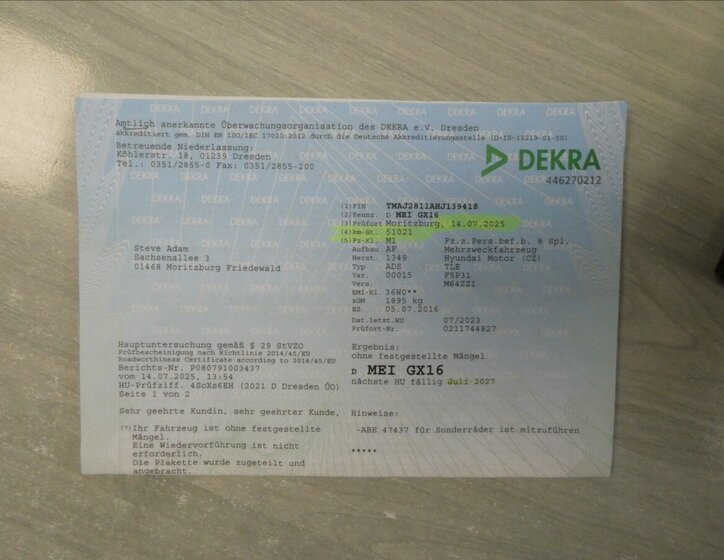 Amtlich anerkannte Überwachungsorganisation des DEKRA e.V. Dresden
akkreditiert gem. DIN EN ISO/IEC 17020:2012 durch die Deutsche Akkreditierungsstelle (D-IS-11219-01-00)
Betreuende Niederlassung:
Köhlerstr. 18, 01239 Dresden
Tel.: 0351/2855-0 Fax: 0351/2855-200
DEKRA
446270212
(1) FIN TMAJ2811AHJ139418
(2) Kennz. D MEI GX16
(3) Prüfort Moritzburg, 14.07.2025
(4) km-St. 51021
(5) Fz-Kl. M1 Fz.z.Pers.bef.b. 8 Spl.
Aufbau AF Mehrzweckfahrzeug
Herst. 1349 Hyundai Motor (CZ)
Typ ADS TLE
Var. 00015 F5P31
Vers. M64ZZ1
EMI-Kl. 36W0**
zGM 1895 kg
EZ 05.07.2016
Dat.letzt.HU 07/2023
Prüfort-Nr. 0211744827
Steve Adam
Sachsenallee 3
01468 Moritzburg Friedewald
Hauptuntersuchung gemäß § 29 StVZO
Prüfbescheinigung nach Richtlinie 2014/45/EU
Roadworthiness Certificate according to 2014/45/EU
Berichts-Nr. P080791003437
vom 14.07.2025, 13:54
HU-Prüfziff. 4SoXs6EH (2021 D Dresden ÜO)
Seite 1 von 2
Ergebnis:
ohne festgestellte Mängel
D MEI GX16
nächste HU fällig Juli 2027
Sehr geehrte Kundin, sehr geehrter Kunde,
(7) Ihr Fahrzeug ist ohne festgestellte
Mängel.
Eine Wiedervorführung ist nicht
erforderlich.
Die Plakette wurde zugeteilt und
angebracht.
Hinweise:
-ABE 47437 für Sonderräder ist mitzuführen
*****